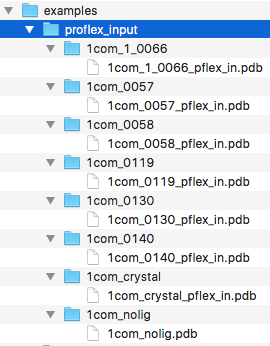 examples
proflex_input
1com_1_0066
1com_1_0066_pflex_in.pdb
1com_0057
1com_0057_pflex_in.pdb
1com_0058
1com_0058_pflex_in.pdb
1com_0119
1com_0119_pflex_in.pdb
1com_0130
1com_0130_pflex_in.pdb
1com_0140
1com_0140_pflex_in.pdb
1com_crystal
1com_crystal_pflex_in.pdb
1com_nolig
1com_nolig.pdb